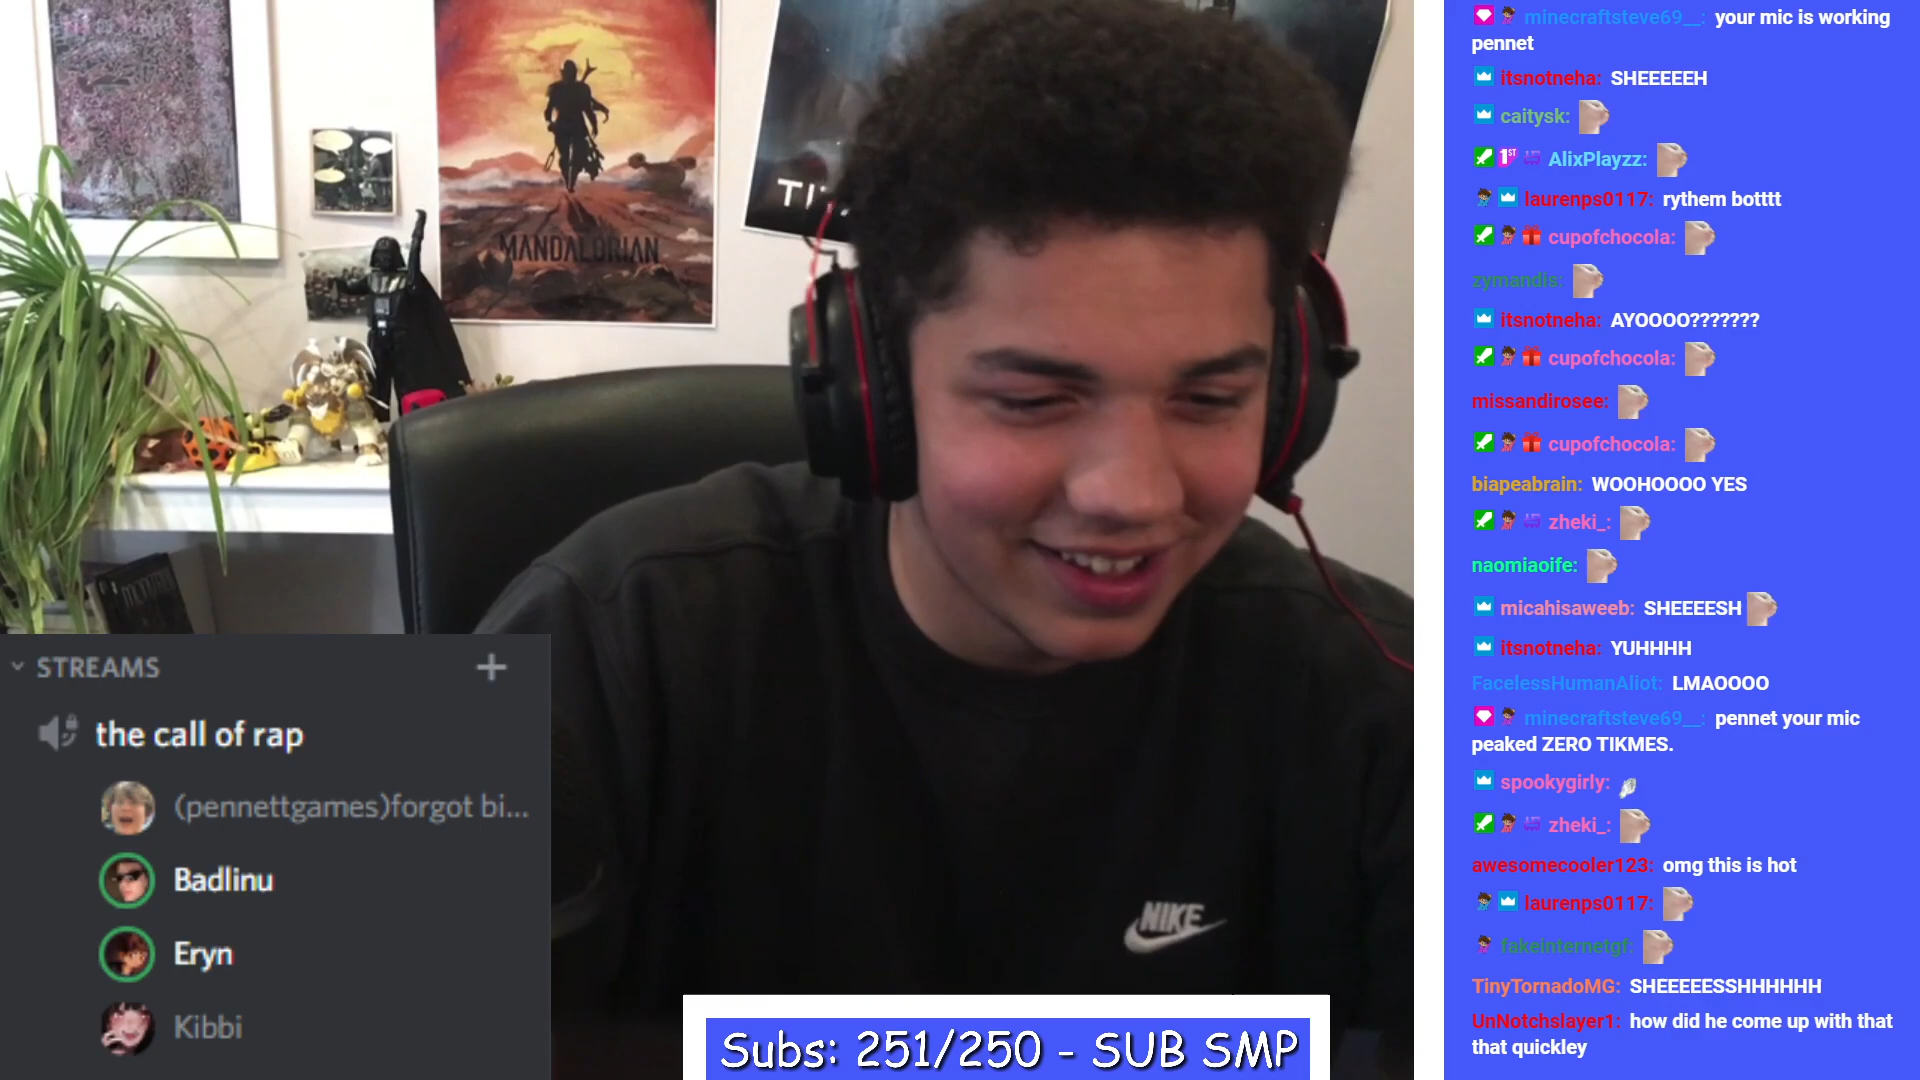 MANDALORIAN
TI
NIKE
STREAMS
the call of rap
(pennettgames)forgot bi...
Badlinu
Eryn
Kibbi
Subs: 251/250 - SUB SMP
minecraftsteve69__: your mic is working
pennet
itsnotneha: SHEEEEEH
caitysk:
1ST AlixPlayzz:
laurenps0117: rythem botttt
cupofchocola:
zymandis:
itsnotneha: AYOOOO???????
cupofchocola:
missandirosee:
cupofchocola:
biapeabrain: WOOHOOOO YES
zheki_:
naomiaoife:
micahisaweeb: SHEEEESH
itsnotneha: YUHHHH
FacelessHumanAliot: LMAOOOO
minecraftsteve69__: pennet your mic
peaked ZERO TIKMES.
spookygirly:
zheki_:
awesomecooler123: omg this is hot
laurenps0117:
fakeinternetgf:
TinyTornadoMG: SHEEEEESSHHHHHH
UnNotchslayer1: how did he come up with that
that quickley